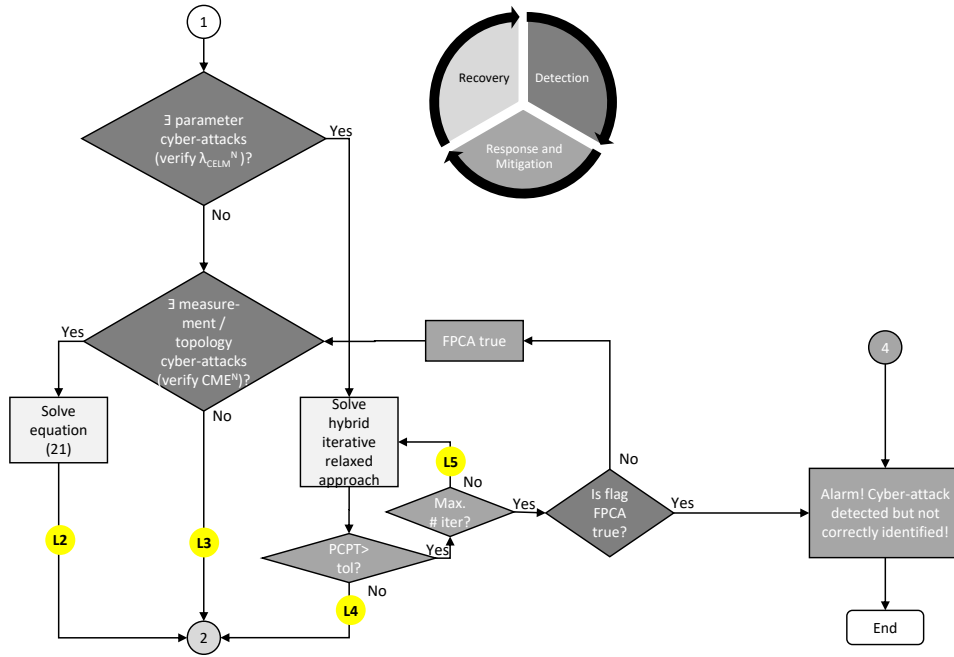 1
Recovery
Detection
Response and
Mitigation
∃ parameter
cyber-attacks
(verify λCELMᴺ)?
Yes
No
∃ measure-
ment /
topology
cyber-attacks
(verify CMEᴺ)?
Yes
No
FPCA true
4
Solve
equation
(21)
Solve
hybrid
iterative
relaxed
approach
L5
No
Max.
# iter?
Yes
Is flag
FPCA
true?
No
Yes
Alarm! Cyber-attack
detected but not
correctly identified!
L2
L3
PCPT>
tol?
Yes
No
L4
2
End